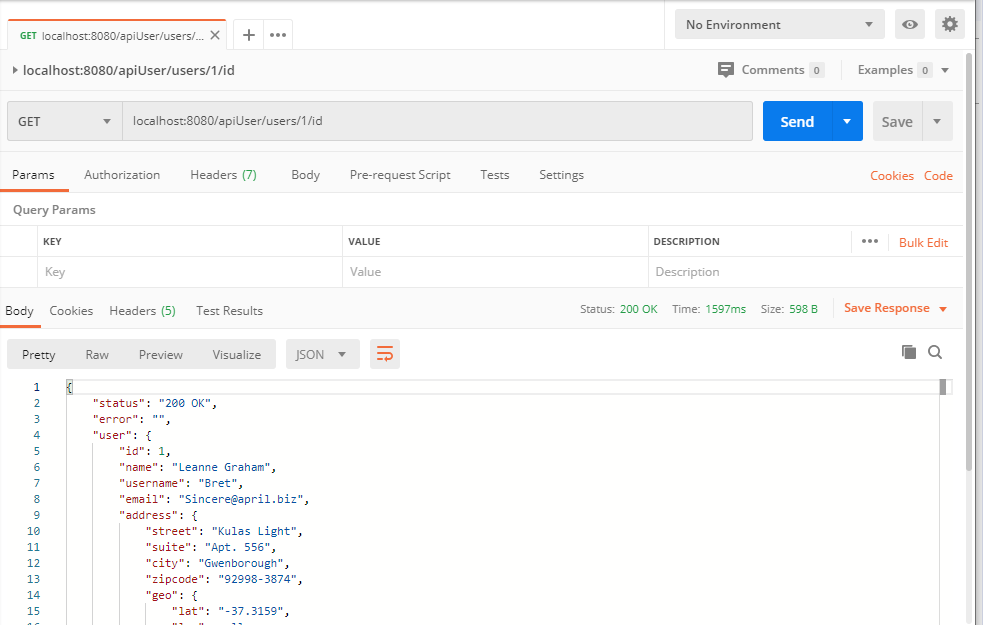 GET localhost:8080/apiUser/users/...
No Environment
localhost:8080/apiUser/users/1/id
Comments 0 Examples 0
GET localhost:8080/apiUser/users/1/id Send Save
Params Authorization Headers (7) Body Pre-request Script Tests Settings Cookies Code
Query Params
KEY VALUE DESCRIPTION ••• Bulk Edit
Key Value Description
Body Cookies Headers (5) Test Results Status: 200 OK Time: 1597ms Size: 598 B Save Response
Pretty Raw Preview Visualize JSON
1 {
2 "status": "200 OK",
3 "error": "",
4 "user": {
5 "id": 1,
6 "name": "Leanne Graham",
7 "username": "Bret",
8 "email": "Sincere@april.biz",
9 "address": {
10 "street": "Kulas Light",
11 "suite": "Apt. 556",
12 "city": "Gwenborough",
13 "zipcode": "92998-3874",
14 "geo": {
15 "lat": "-37.3159",